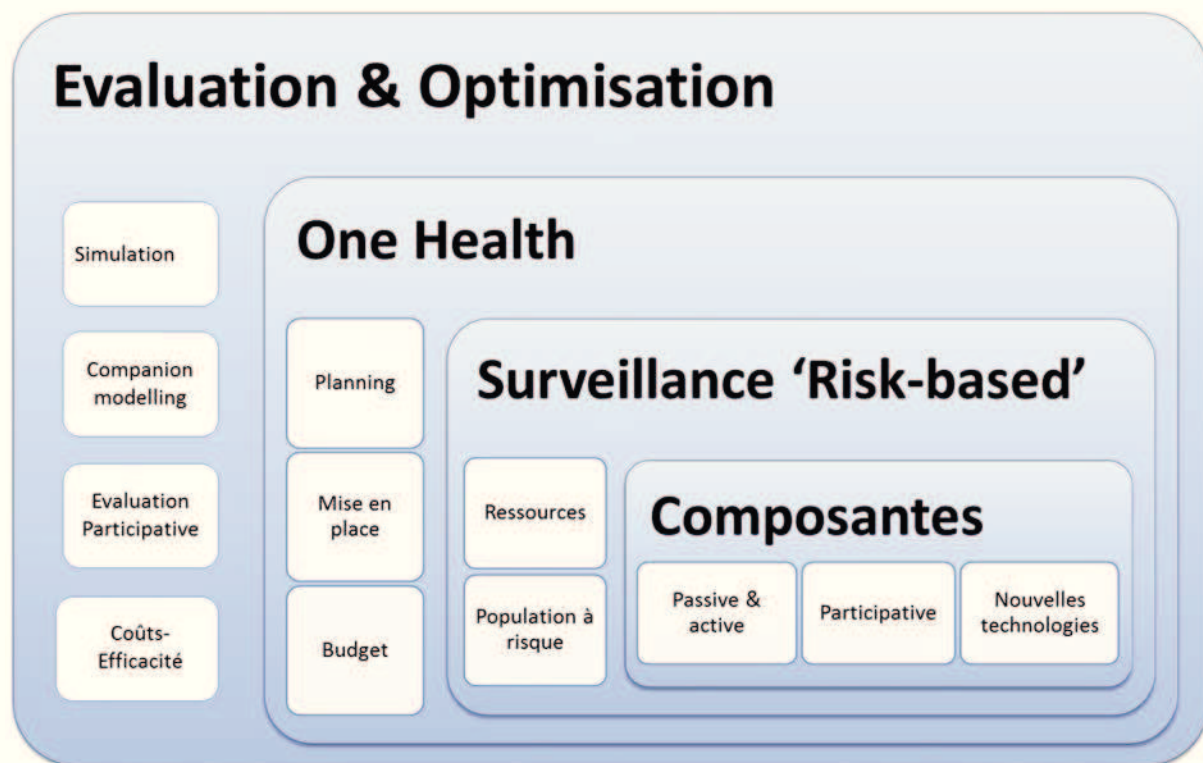 Evaluation & Optimisation
Simulation
Companion
modelling
Evaluation
Participative
Coûts-
Efficacité
One Health
Planning
Mise en
place
Budget
Surveillance ‘Risk-based’
Ressources
Population à
risque
Composantes
Passive &
active
Participative
Nouvelles
technologies